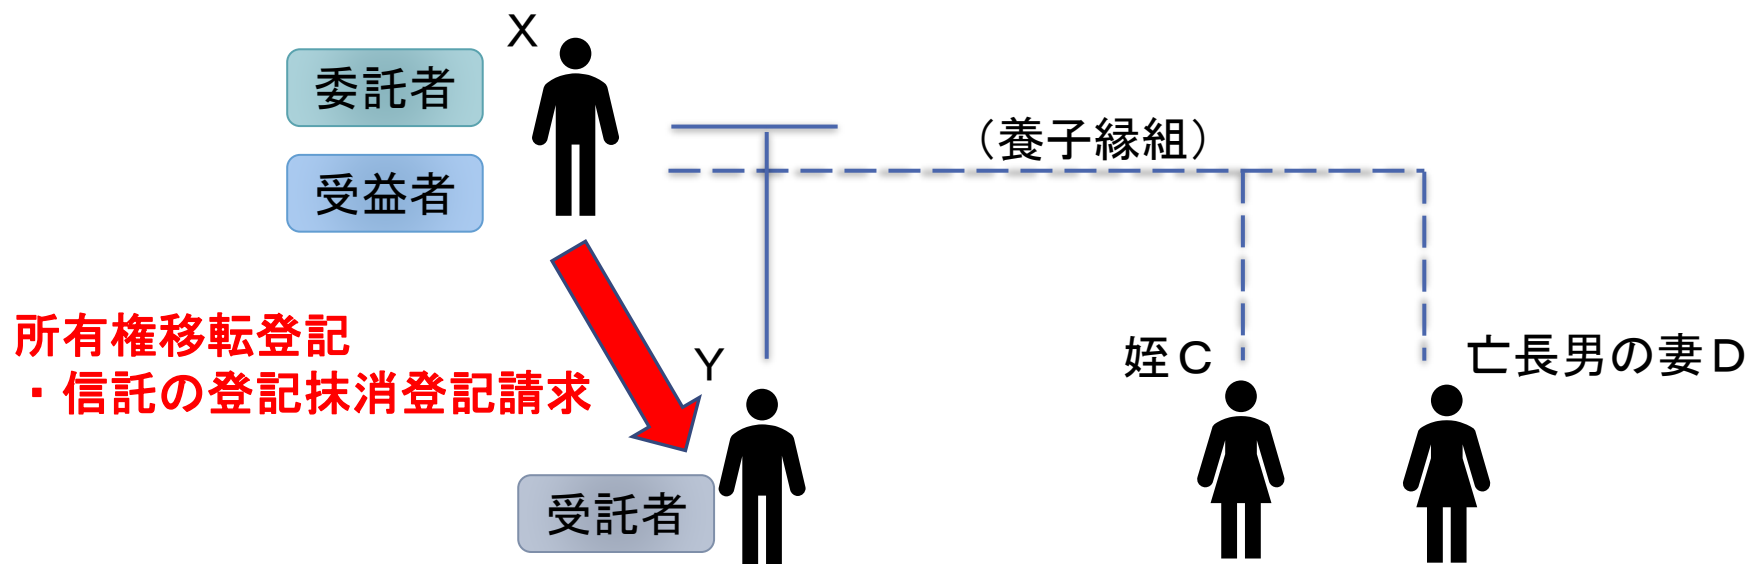 X
委託者
受益者
（養子縁組）
所有権移転登記
・信託の登記抹消登記請求
Y
姪C
亡長男の妻D
受託者